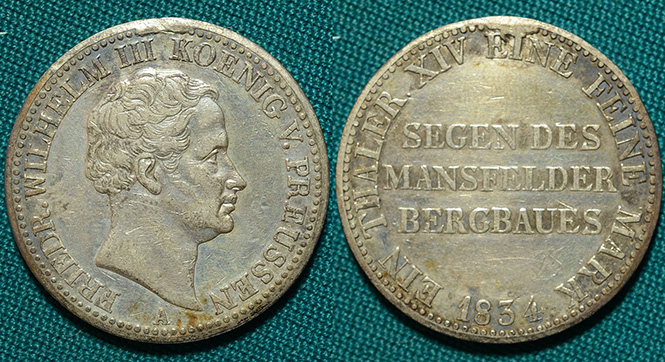 FRIEDR. WILHELM III KOENIG V. PREUSSEN
A
EIN THALER XIV EINE FEINE MARK
SEGEN DES
MANSFELDER
BERGBAUES
1834